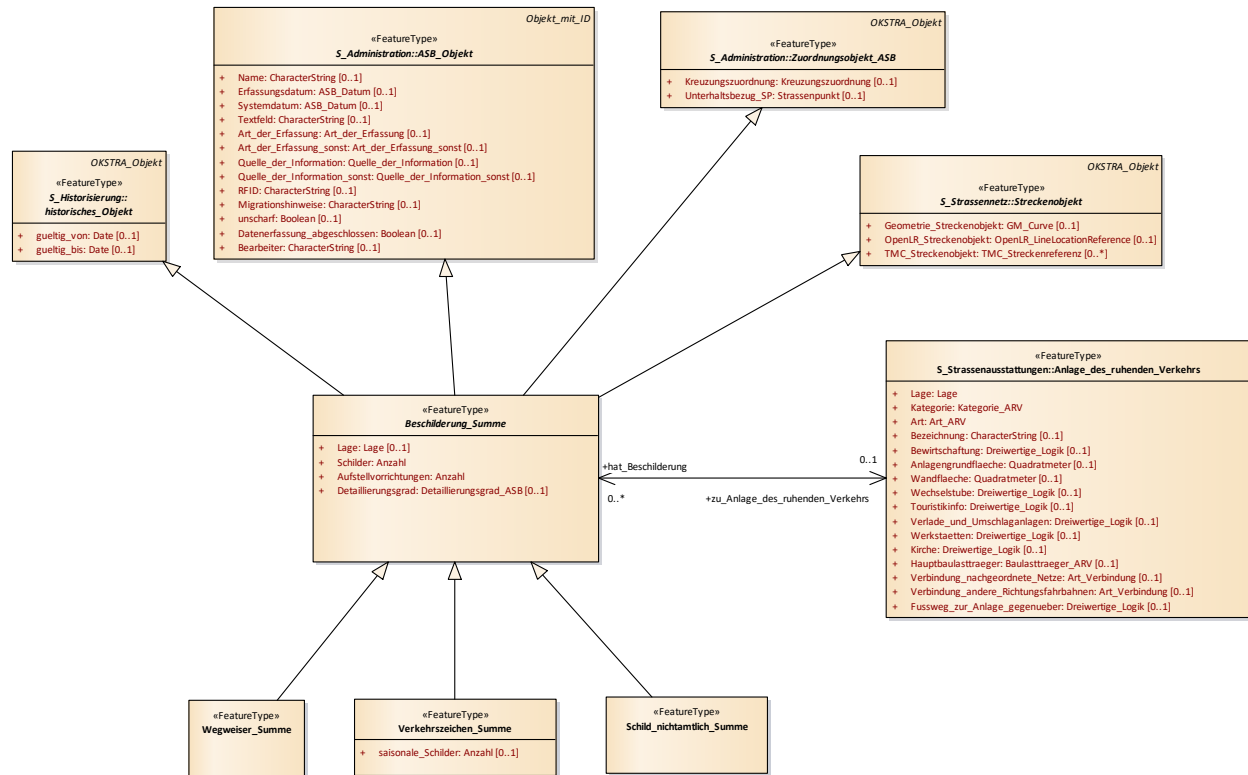 Objekt_mit_ID
«FeatureType»
S_Administration::ASB_Objekt
+ Name: CharacterString [0..1]
+ Erfassungsdatum: ASB_Datum [0..1]
+ Systemdatum: ASB_Datum [0..1]
+ Textfeld: CharacterString [0..1]
+ Art_der_Erfassung: Art_der_Erfassung [0..1]
+ Art_der_Erfassung_sonst: Art_der_Erfassung_sonst [0..1]
+ Quelle_der_Information: Quelle_der_Information [0..1]
+ Quelle_der_Information_sonst: Quelle_der_Information_sonst [0..1]
+ RFID: CharacterString [0..1]
+ Migrationshinweise: CharacterString [0..1]
+ unscharf: Boolean [0..1]
+ Datenerfassung_abgeschlossen: Boolean [0..1]
+ Bearbeiter: CharacterString [0..1]
OKSTRA_Objekt
«FeatureType»
S_Administration::Zuordnungsobjekt_ASB
+ Kreuzungszuordnung: Kreuzungszuordnung [0..1]
+ Unterhaltsbezug_SP: Strassenpunkt [0..1]
OKSTRA_Objekt
«FeatureType»
S_Historisierung::
historisches_Objekt
+ gueltig_von: Date [0..1]
+ gueltig_bis: Date [0..1]
OKSTRA_Objekt
«FeatureType»
S_Strassennetz::Streckenobjekt
+ Geometrie_Streckenobjekt: GM_Curve [0..1]
+ OpenLR_Streckenobjekt: OpenLR_LineLocationReference [0..1]
+ TMC_Streckenobjekt: TMC_Streckenreferenz [0..*]
«FeatureType»
Beschilderung_Summe
+ Lage: Lage [0..1]
+ Schilder: Anzahl
+ Aufstellvorrichtungen: Anzahl
+ Detaillierungsgrad: Detaillierungsgrad_ASB [0..1]
+hat_Beschilderung
0..*
0..1
+zu_Anlage_des_ruhenden_Verkehrs
«FeatureType»
S_Strassenausstattungen::Anlage_des_ruhenden_Verkehrs
+ Lage: Lage
+ Kategorie: Kategorie_ARV
+ Art: Art_ARV
+ Bezeichnung: CharacterString [0..1]
+ Bewirtschaftung: Dreiwertige_Logik [0..1]
+ Anlagengrundflaeche: Quadratmeter [0..1]
+ Wandflaeche: Quadratmeter [0..1]
+ Wechselstube: Dreiwertige_Logik [0..1]
+ Touristikinfo: Dreiwertige_Logik [0..1]
+ Verlade_und_Umschlaganlagen: Dreiwertige_Logik [0..1]
+ Werkstaetten: Dreiwertige_Logik [0..1]
+ Kirche: Dreiwertige_Logik [0..1]
+ Hauptbaulasttraeger: Baulasttraeger_ARV [0..1]
+ Verbindung_nachgeordnete_Netze: Art_Verbindung [0..1]
+ Verbindung_andere_Richtungsfahrbahnen: Art_Verbindung [0..1]
+ Fussweg_zur_Anlage_gegenueber: Dreiwertige_Logik [0..1]
«FeatureType»
Wegweiser_Summe
«FeatureType»
Verkehrszeichen_Summe
+ saisonale_Schilder: Anzahl [0..1]
«FeatureType»
Schild_nichtamtlich_Summe